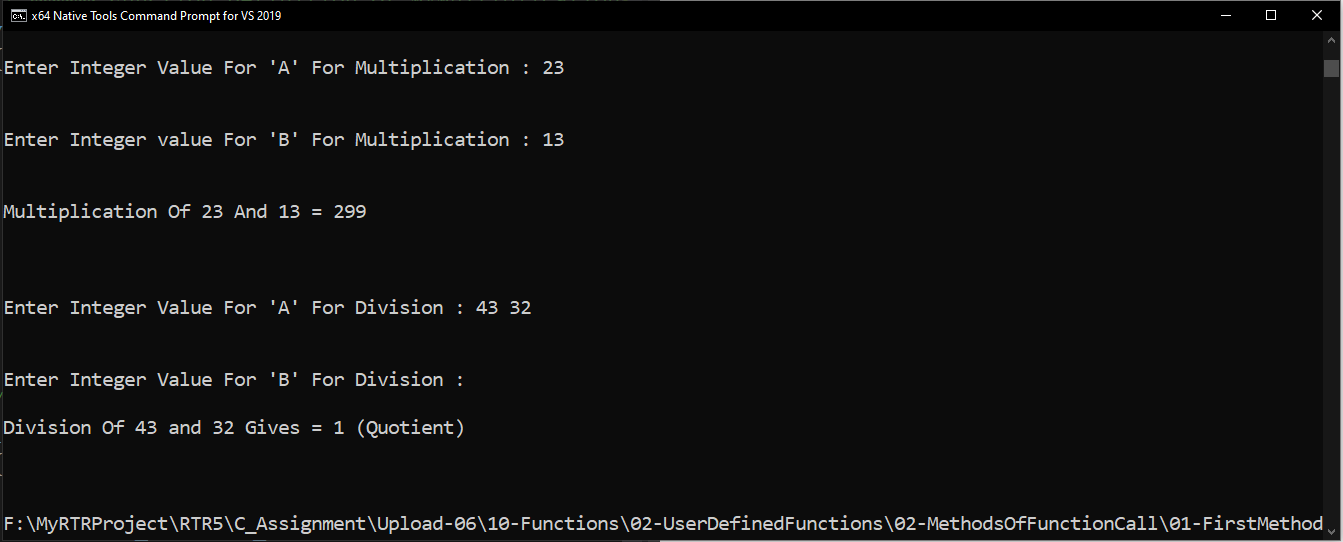 x64 Native Tools Command Prompt for VS 2019
Enter Integer Value For 'A' For Multiplication : 23
Enter Integer value For 'B' For Multiplication : 13
Multiplication Of 23 And 13 = 299
Enter Integer Value For 'A' For Division : 43 32
Enter Integer Value For 'B' For Division :
Division Of 43 and 32 Gives = 1 (Quotient)
F:\MyRTRProject\RTR5\C_Assignment\Upload-06\10-Functions\02-UserDefinedFunctions\02-MethodsOfFunctionCall\01-FirstMethod